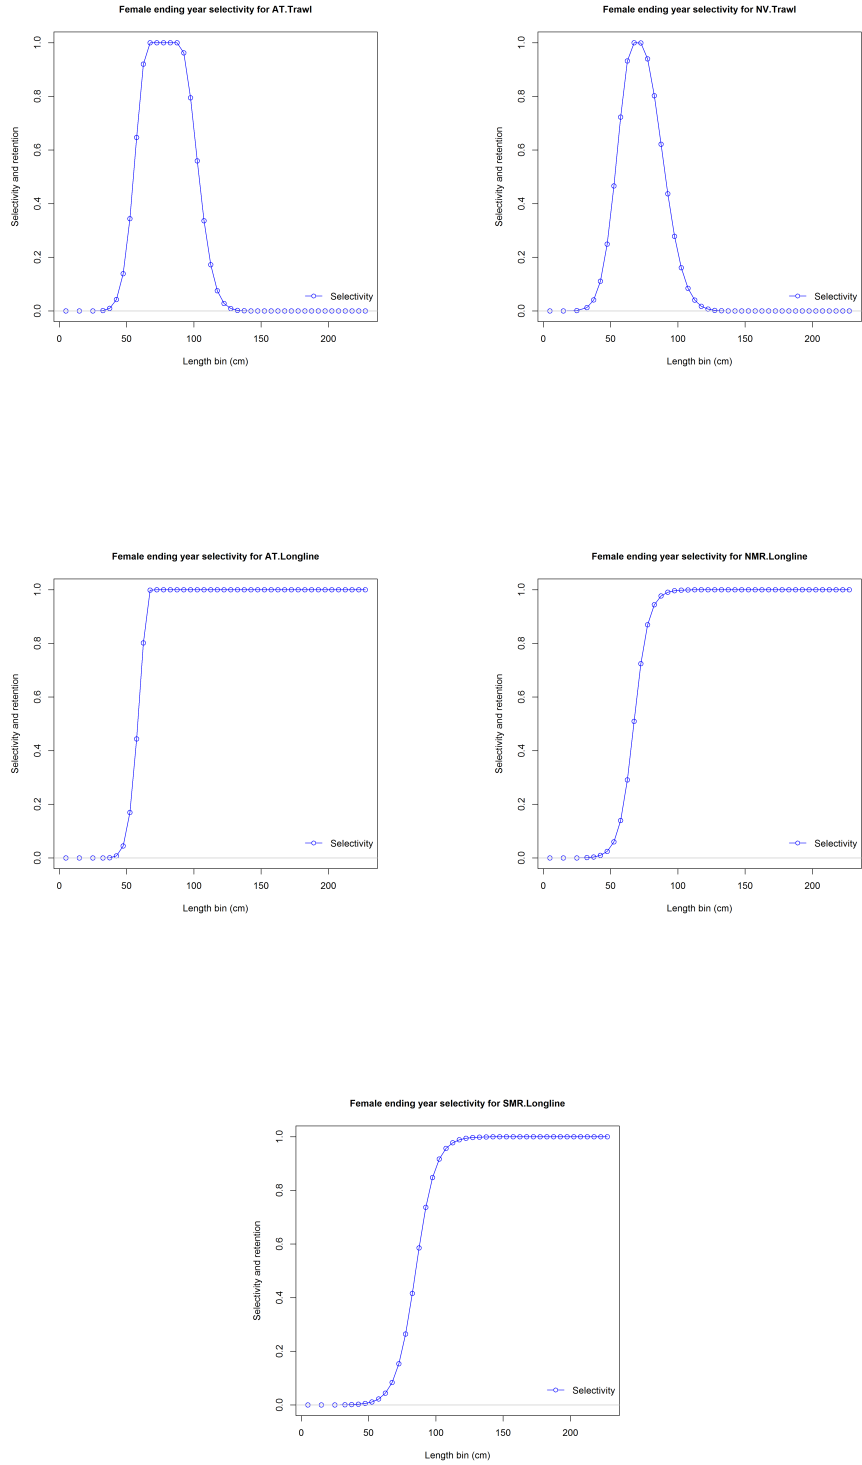 Female ending year selectivity for AT.Trawl
Selectivity and retention
1.0
0.8
0.6
0.4
0.2
0.0
Selectivity
0 50 100 150 200
Length bin (cm)
Female ending year selectivity for NV.Trawl
Selectivity and retention
1.0
0.8
0.6
0.4
0.2
0.0
Selectivity
0 50 100 150 200
Length bin (cm)
Female ending year selectivity for AT.Longline
Selectivity and retention
1.0
0.8
0.6
0.4
0.2
0.0
Selectivity
0 50 100 150 200
Length bin (cm)
Female ending year selectivity for NMR.Longline
Selectivity and retention
1.0
0.8
0.6
0.4
0.2
0.0
Selectivity
0 50 100 150 200
Length bin (cm)
Female ending year selectivity for SMR.Longline
Selectivity and retention
1.0
0.8
0.6
0.4
0.2
0.0
Selectivity
0 50 100 150 200
Length bin (cm)